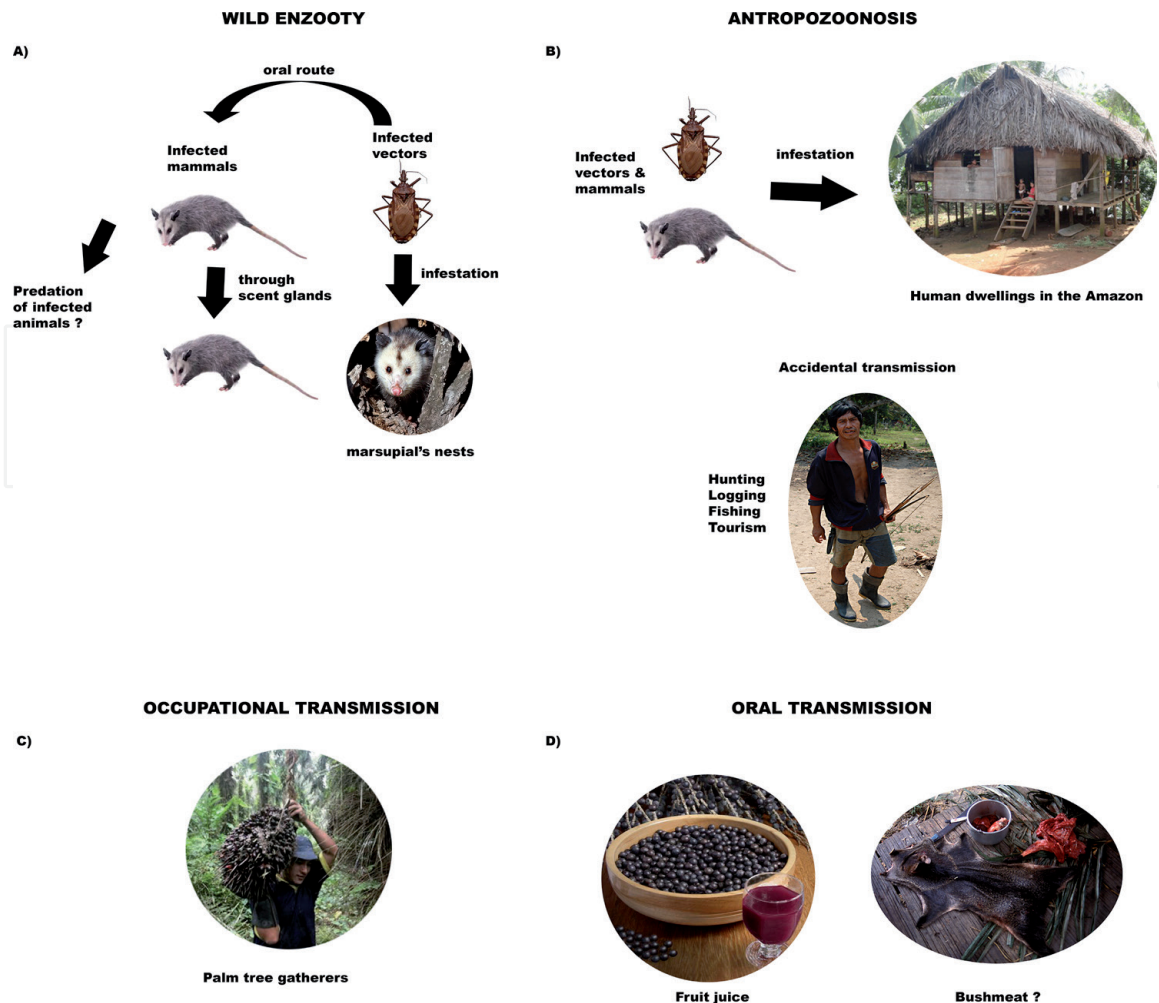 WILD ENZOOTY
A)
oral route
Infected
mammals
Infected
vectors
Predation
of infected
animals ?
through
scent glands
infestation
marsupial's nests
ANTROPOZOONOSIS
B)
Infected
vectors &
mammals
infestation
Human dwellings in the Amazon
Accidental transmission
Hunting
Logging
Fishing
Tourism
OCCUPATIONAL TRANSMISSION
C)
Palm tree gatherers
ORAL TRANSMISSION
D)
Fruit juice
Bushmeat ?